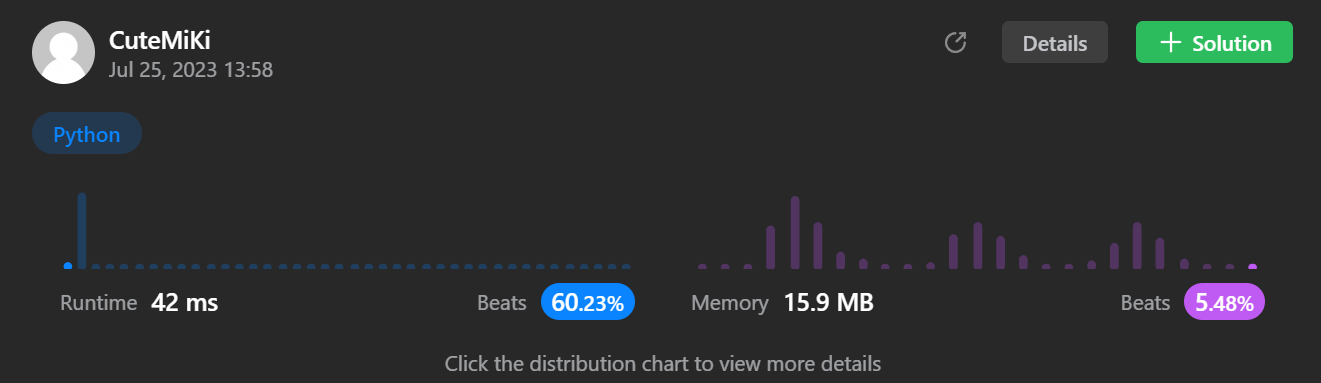 CuteMiKi
Jul 25, 2023 13:58
Details
Solution
Python
Runtime 42 ms Beats 60.23%
Memory 15.9 MB Beats 5.48%
Click the distribution chart to view more details